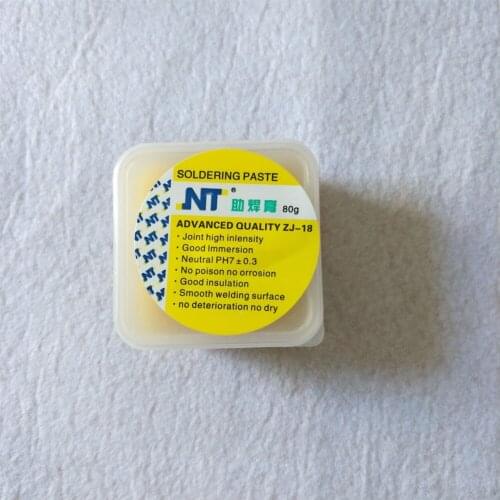 SOLDERING PASTE
NT® 助焊膏 80g
ADVANCED QUALITY ZJ-18
· Joint high inlensity
· Good Immersion
· Neutral PH7±0.3
· No poison no orrosion
· Good insulation
· Smooth welding surface
· no deterioration no dry